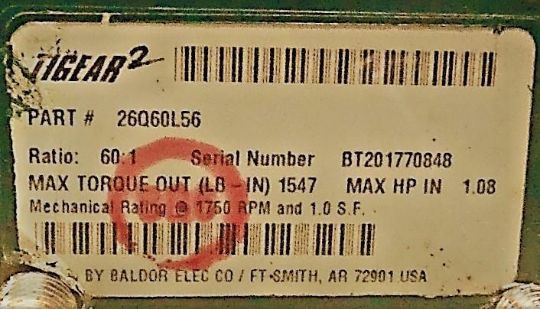 TIGEAR2
PART # 26Q60L56
Ratio: 60:1 Serial Number BT201770848
MAX TORQUE OUT (LB-IN) 1547 MAX HP IN 1.08
Mechanical Rating @ 1750 RPM and 1.0 S.F.
BY BALDOR ELEC CO / FT-SMITH, AR 72901 USA